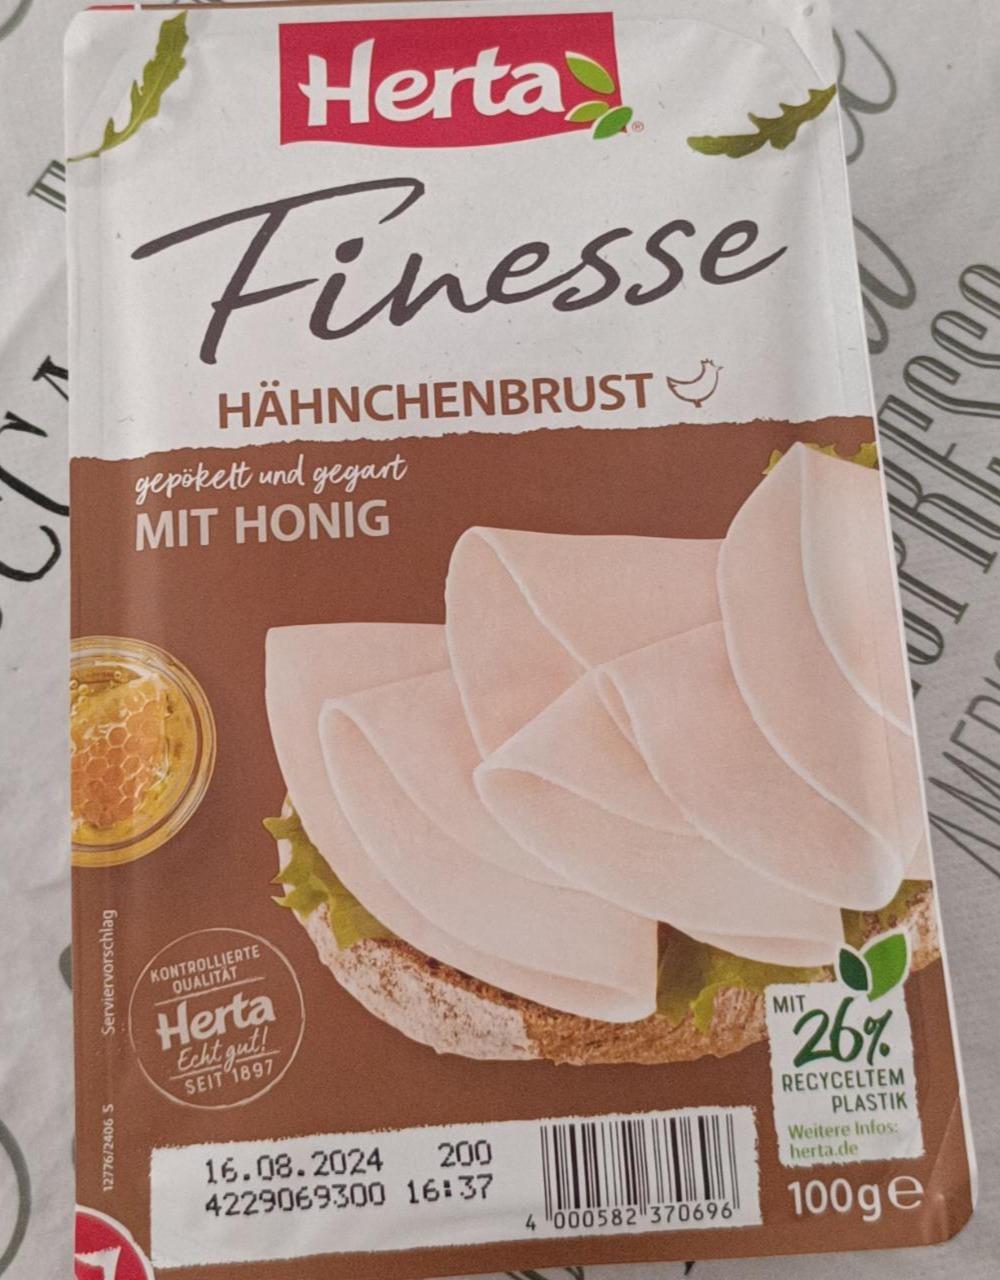 Herta
®
Finesse
HÄHNCHENBRUST
gepökelt und gegart
MIT HONIG
Serviervorschlag
KONTROLLIERTE
QUALITÄT
Herta
Echt gut!
SEIT 1897
MIT
26%
RECYCELTEM
PLASTIK
Weitere Infos:
herta.de
12776/2406 S
16.08.2024 200
4229069300 16:37
4 000582 370696
100g e